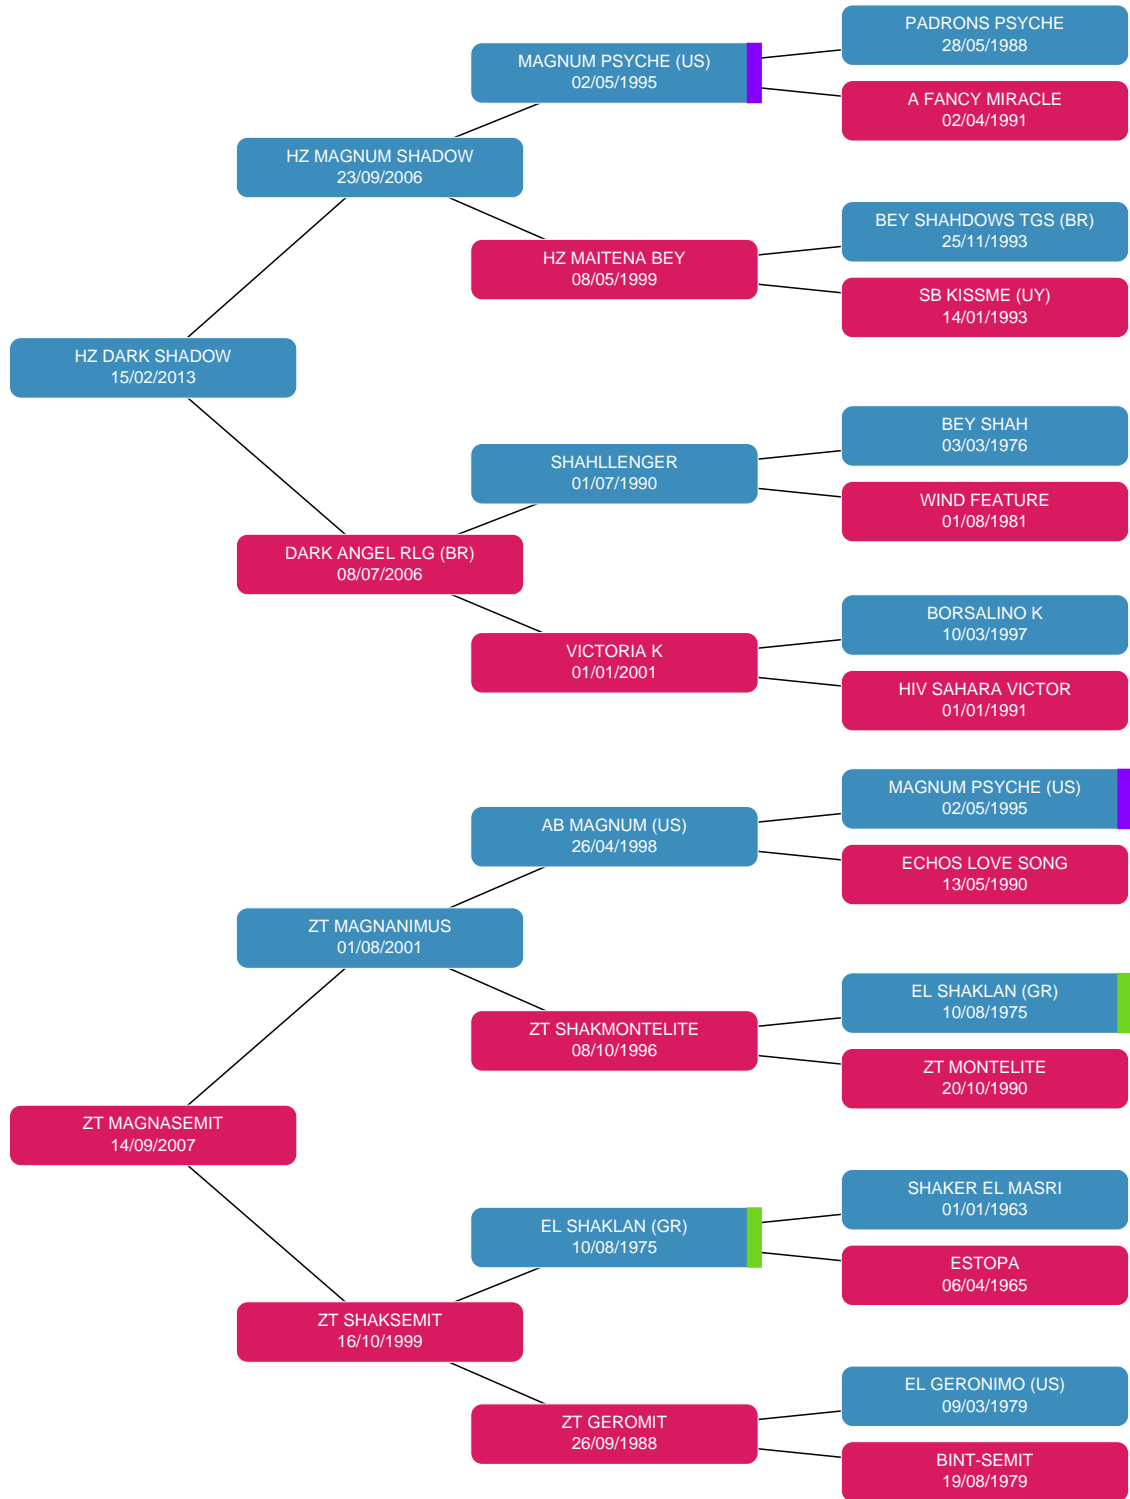 PADRONS PSYCHE
28/05/1988
MAGNUM PSYCHE (US)
02/05/1995
A FANCY MIRACLE
02/04/1991
HZ MAGNUM SHADOW
23/09/2006
BEY SHAHDOWS TGS (BR)
25/11/1993
HZ MAITENA BEY
08/05/1999
SB KISSME (UY)
14/01/1993
HZ DARK SHADOW
15/02/2013
BEY SHAH
03/03/1976
SHAHLLENGER
01/07/1990
WIND FEATURE
01/08/1981
DARK ANGEL RLG (BR)
08/07/2006
BORSALINO K
10/03/1997
VICTORIA K
01/01/2001
HIV SAHARA VICTOR
01/01/1991
MAGNUM PSYCHE (US)
02/05/1995
AB MAGNUM (US)
26/04/1998
ECHOS LOVE SONG
13/05/1990
ZT MAGNANIMUS
01/08/2001
EL SHAKLAN (GR)
10/08/1975
ZT SHAKMONTELITE
08/10/1996
ZT MONTELITE
20/10/1990
ZT MAGNASEMIT
14/09/2007
SHAKER EL MASRI
01/01/1963
EL SHAKLAN (GR)
10/08/1975
ESTOPA
06/04/1965
ZT SHAKSEMIT
16/10/1999
EL GERONIMO (US)
09/03/1979
ZT GEROMIT
26/09/1988
BINT-SEMIT
19/08/1979